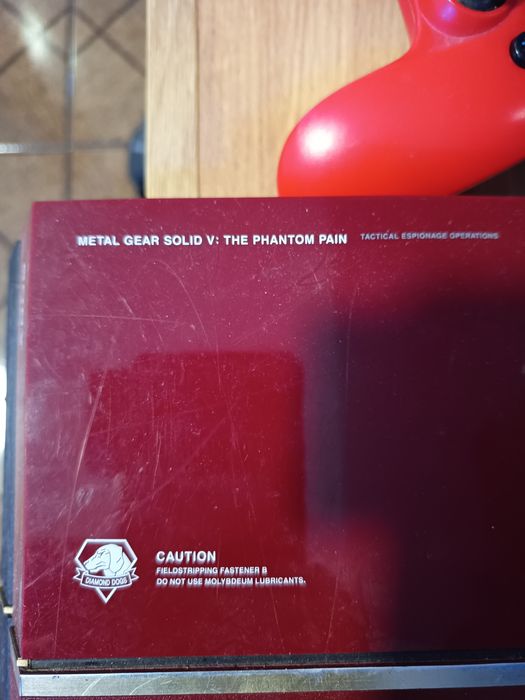 METAL GEAR SOLID V: THE PHANTOM PAIN TACTICAL ESPIONAGE OPERATIONS
DIAMOND DOGS
CAUTION
FIELDSTRIPPING FASTENER B
DO NOT USE MOLYBDEUM LUBRICANTS.